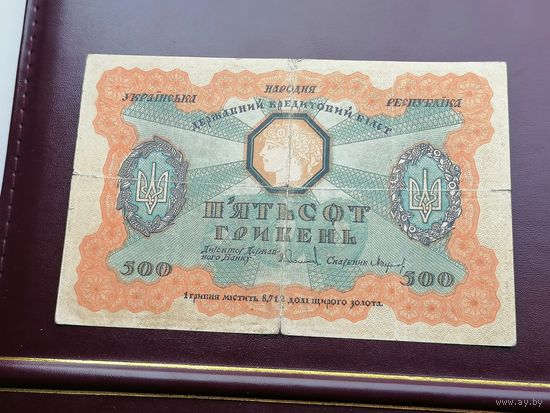 УКРАЇНСЬКА НАРОДНЯ РЕСПУБЛІКА
ДЕРЖАВНИЙ КРЕДИТОВИЙ БІЛЕТ
П'ЯТЬСОТ
ГРИВЕНЬ
Директор Держав-
ного Банку
Скарбник
500
500
1 гривня містить 8,712 долі щирого золота.
www.ay.by